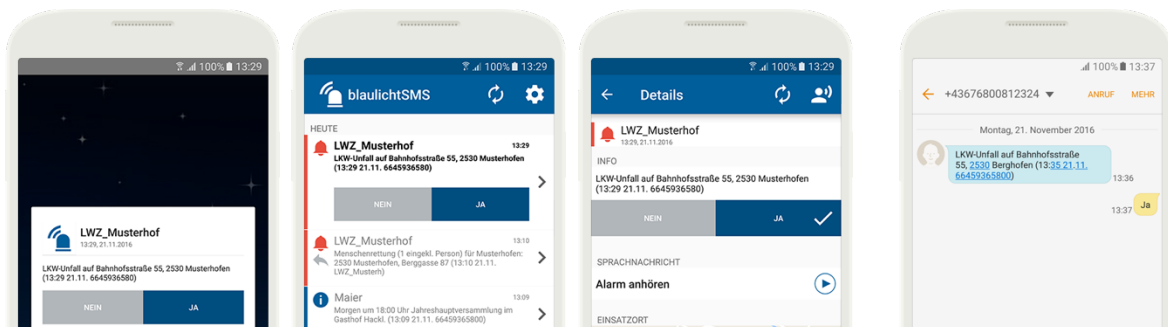 100% 13:29
LWZ_Musterhof
13:29, 21.11.2016
LKW-Unfall auf Bahnhofsstraße 55, 2530 Musterhofen
(13:29 21.11. 6645936580)
NEIN JA
100% 13:29
blaulichtSMS
HEUTE
LWZ_Musterhof 13:29
LKW-Unfall auf Bahnhofsstraße 55, 2530 Musterhofen
(13:29 21.11. 6645936580)
NEIN JA
LWZ_Musterhof 13:10
Menschenrettung (1 eingekl. Person) für Musterhofen:
2530 Musterhofen, Berggasse 87 (13:10 21.11.
LWZ_Musterh)
Maier 13:09
Morgen um 18:00 Uhr Jahreshauptversammlung im
Gasthof Hackl. (13:09 21.11. 66459365800)
100% 13:29
Details
LWZ_Musterhof
13:29, 21.11.2016
INFO
LKW-Unfall auf Bahnhofsstraße 55, 2530 Musterhofen
(13:29 21.11. 6645936580)
NEIN JA
SPRACHNACHRICHT
Alarm anhören
EINSATZORT
100% 13:37
+43676800812324 ANRUF MEHR
Montag, 21. November 2016
LKW-Unfall auf Bahnhofsstraße
55, 2530 Berghofen (13:35 21.11.
66459365800)
13:36
13:37 Ja